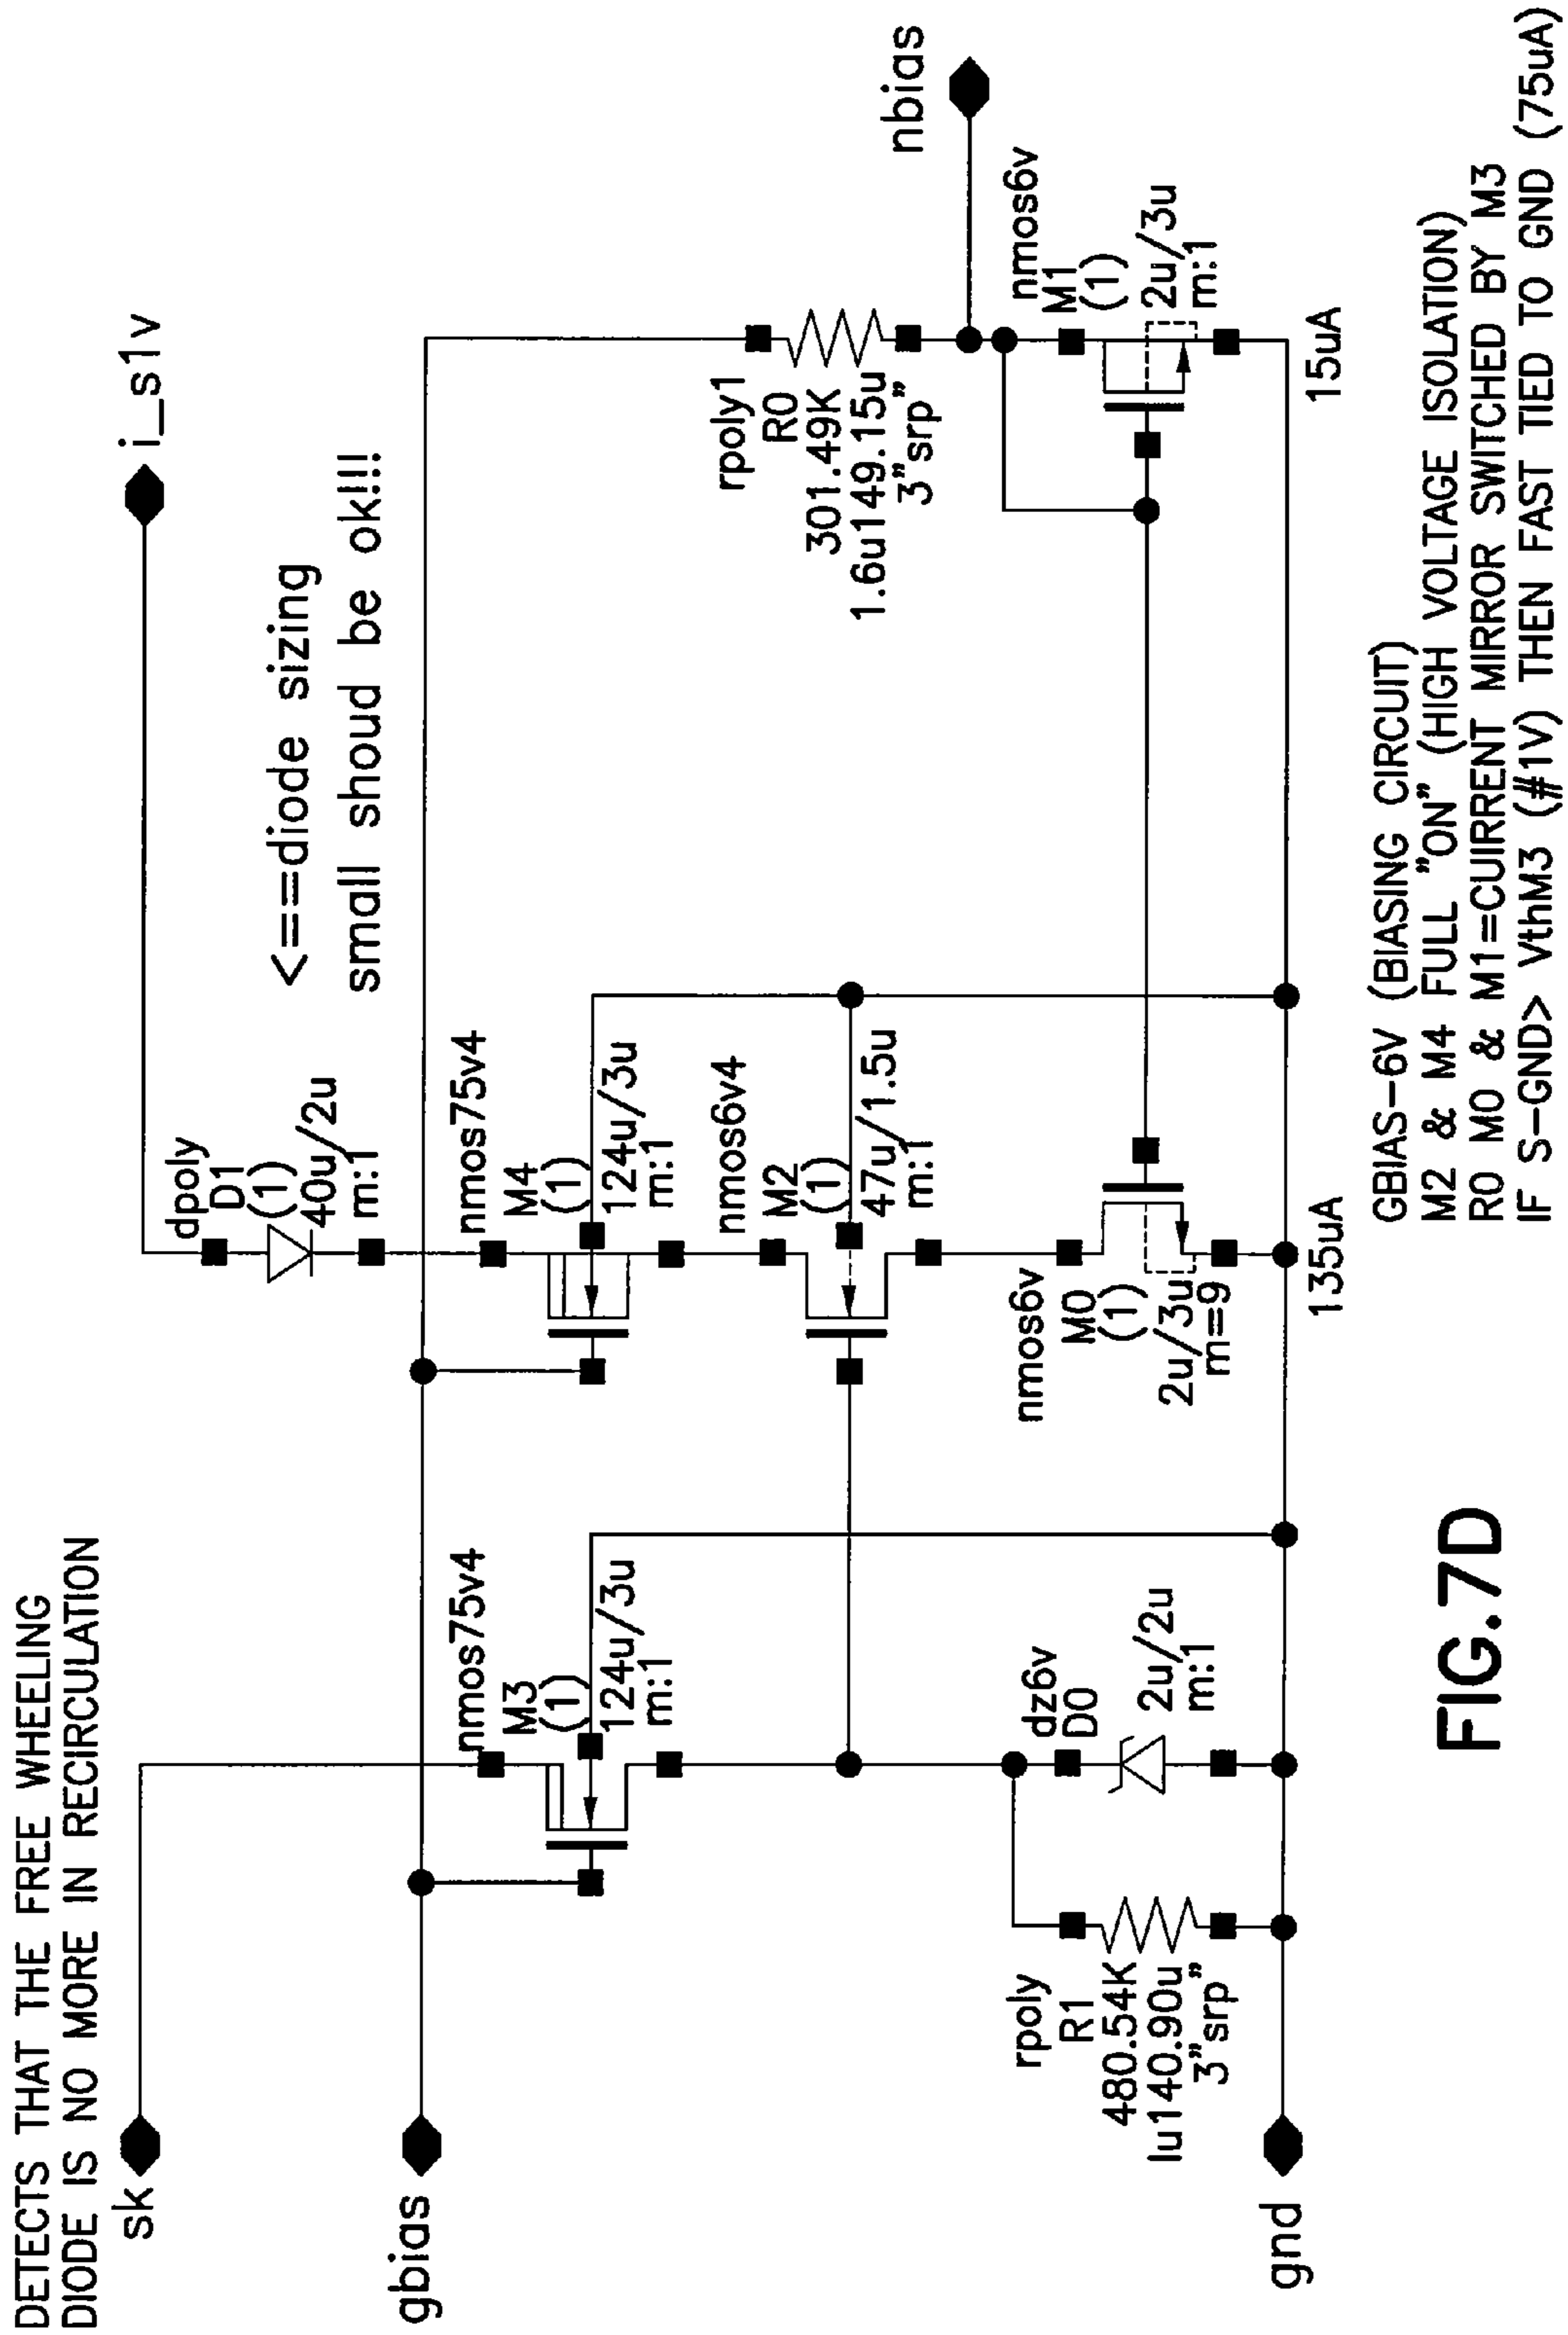 DETECTS THAT THE FREE WHEELING
DIODE IS NO MORE IN RECIRCULATION
sk
i_s1v
<==diode sizing
small shoud be ok!!!
dpoly
D1
(1)
40u/2u
m:1
gbias
nmos75v4
M3
(1)
124u/3u
m:1
nmos75v4
M4
(1)
124u/3u
m:1
nmos6v4
M2
(1)
47u/1.5u
m:1
rpoly1
R0
301.49K
1.6u149.15u
3"srp"
nbias
rpoly
R1
480.54K
lu140.90u
3"srp"
dz6v
D0
2u/2u
m:1
nmos6v
M0
(1)
2u/3u
m=9
nmos6v
M1
(1)
2u/3u
m:1
gnd
135uA
15uA
GBIAS-6V (BIASING CIRCUIT)
M2 & M4 FULL "ON" (HIGH VOLTAGE ISOLATION)
R0 M0 & M1=CUIRRENT MIRROR SWITCHED BY M3
IF S-GND> VthM3 (#1V) THEN FAST TIED TO GND (75uA)
FIG.7D